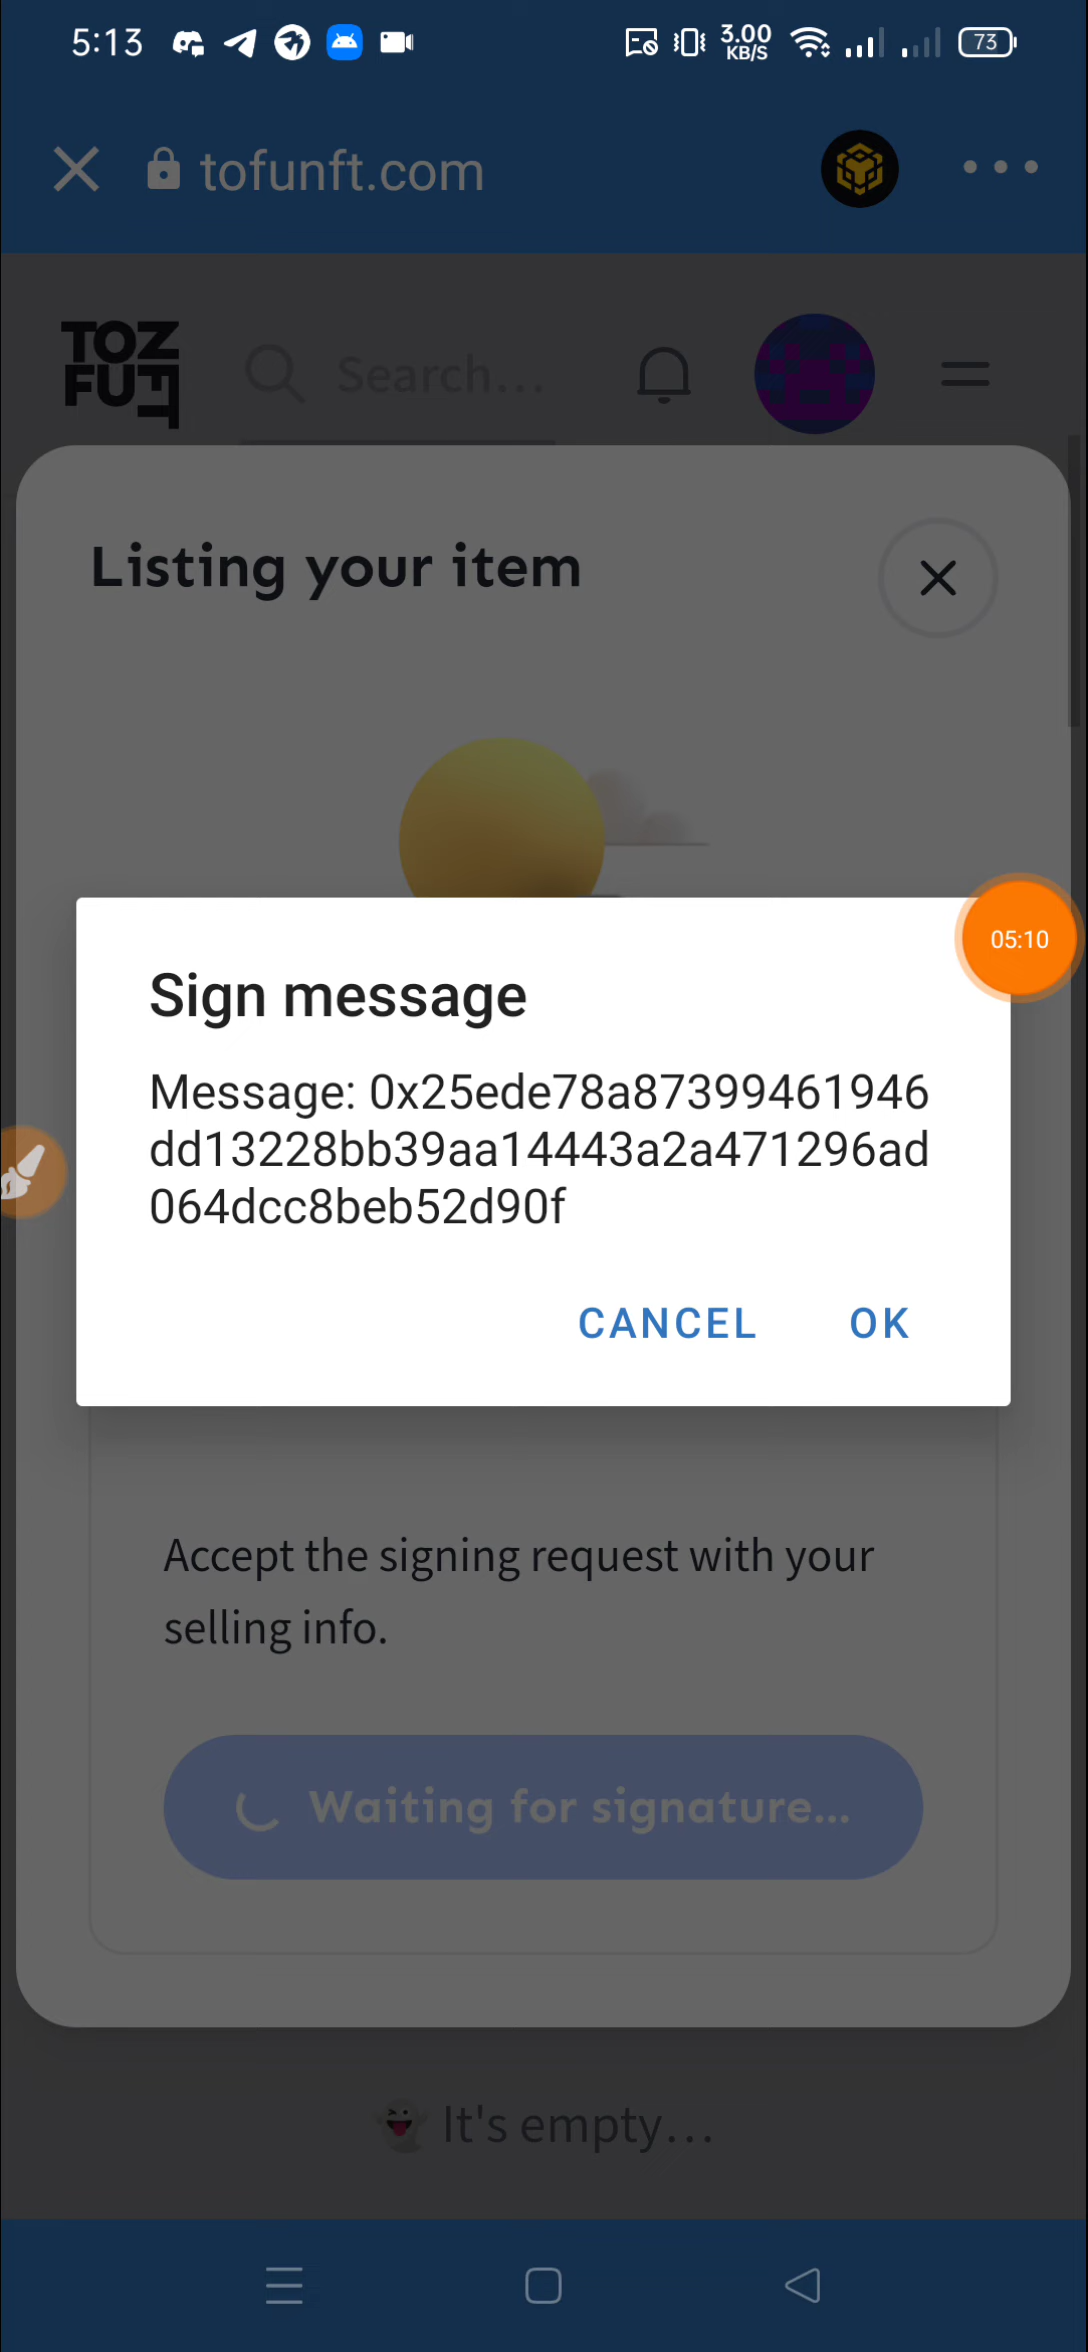 5:13
3.00
KB/S
73
tofunft.com
TOZ
FUFT
Search...
Listing your item
05:10
Sign message
Message: 0x25ede78a87399461946
dd13228bb39aa14443a2a471296ad
064dcc8beb52d90f
CANCEL OK
Accept the signing request with your
selling info.
Waiting for signature...
It's empty...